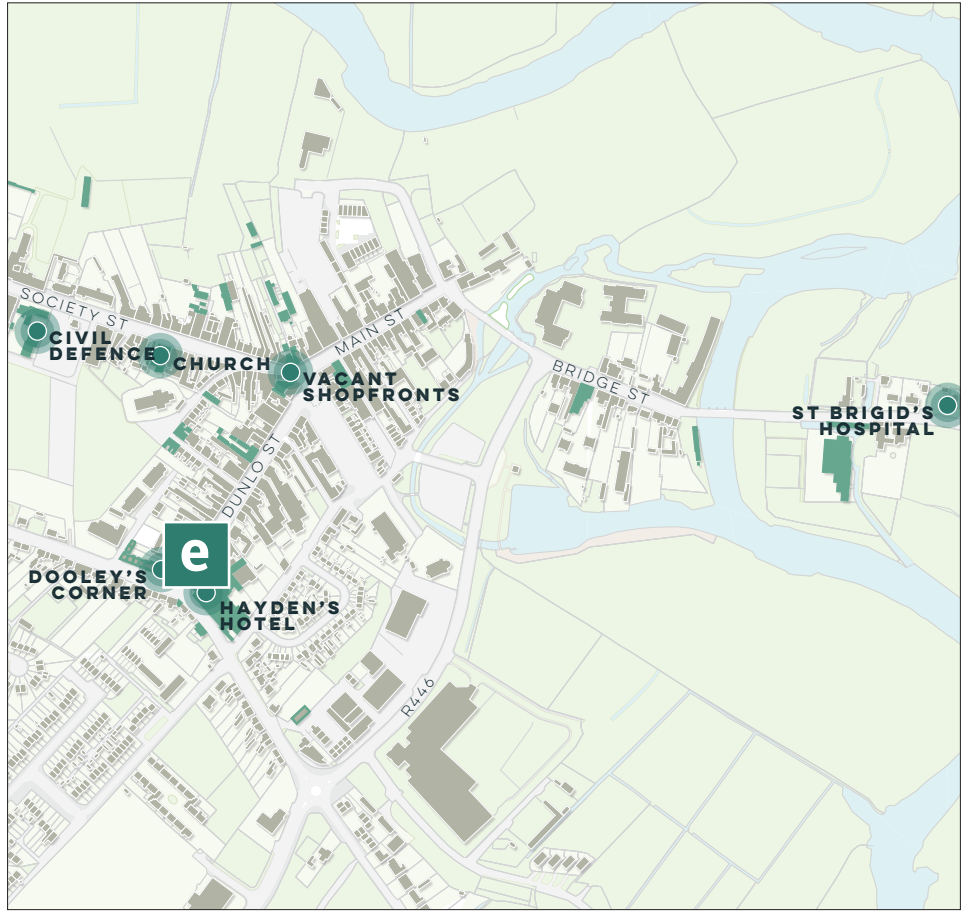 SOCIETY ST
CIVIL
DEFENCE
CHURCH
MAIN ST
VACANT
SHOPFRONTS
BRIDGE ST
ST BRIGID'S
HOSPITAL
DUNLO ST
e
DOOLEY'S
CORNER
HAYDEN'S
HOTEL
R446